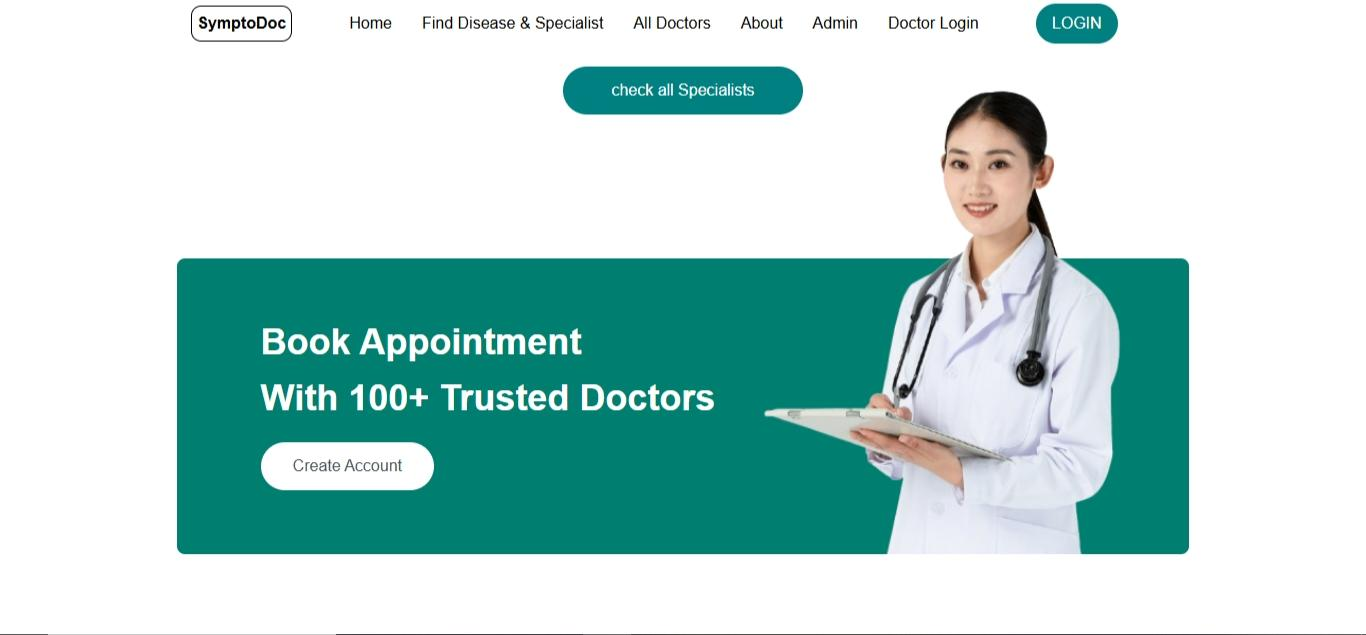 SymptoDoc
Home
Find Disease & Specialist
All Doctors
About
Admin
Doctor Login
LOGIN
check all Specialists
Book Appointment
With 100+ Trusted Doctors
Create Account